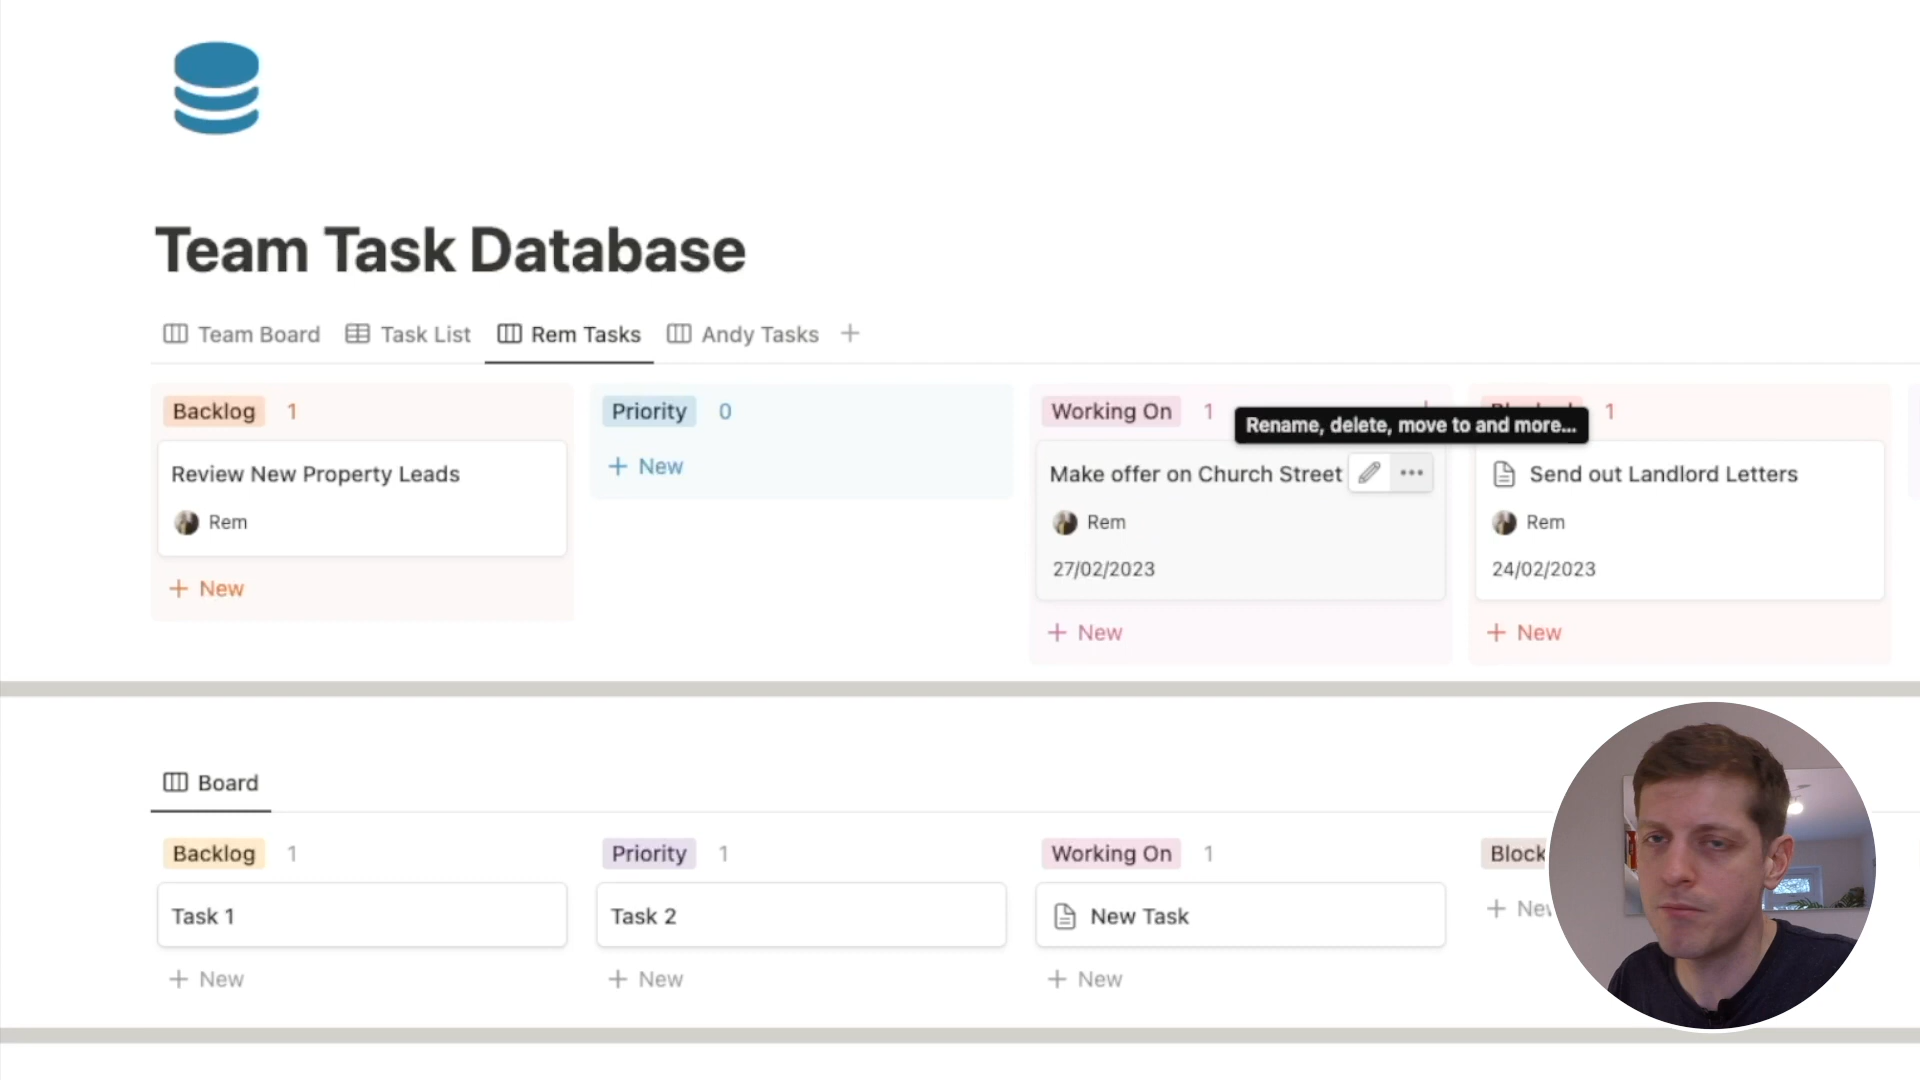 Team Task Database
Team Board Task List Rem Tasks Andy Tasks +
Backlog 1
Review New Property Leads
Rem
+ New
Priority 0
+ New
Working On 1
Rename, delete, move to and more...
Make offer on Church Street
Rem
27/02/2023
+ New
1
Send out Landlord Letters
Rem
24/02/2023
+ New
Board
Backlog 1
Task 1
+ New
Priority 1
Task 2
+ New
Working On 1
New Task
+ New
Block
+ New